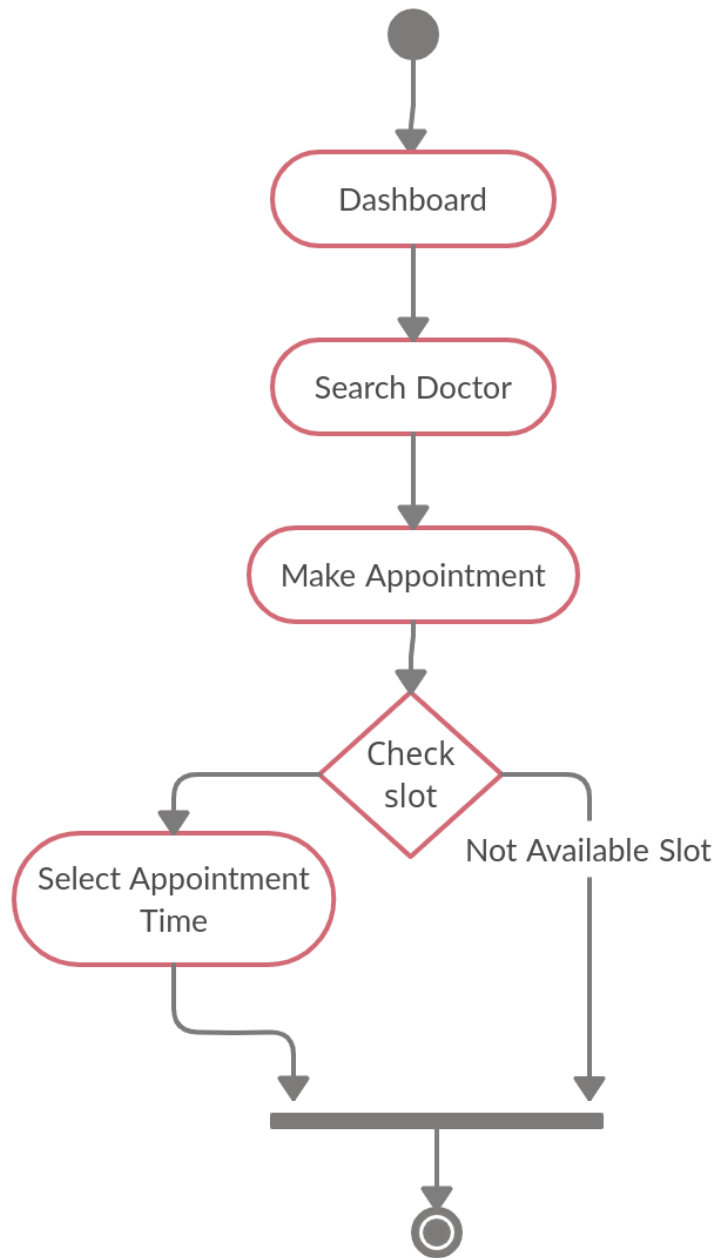 Dashboard
Search Doctor
Make Appointment
Check
slot
Not Available Slot
Select Appointment
Time